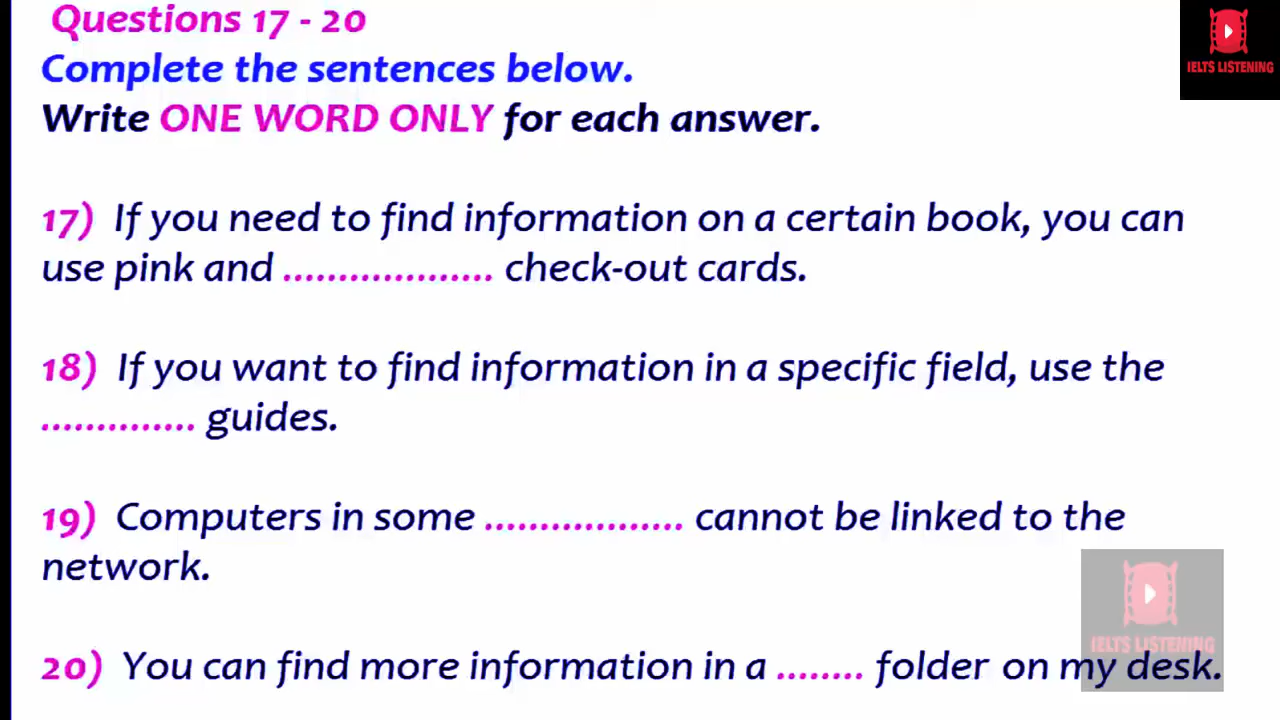 Questions 17 - 20
IELTS LISTENING
Complete the sentences below.
Write ONE WORD ONLY for each answer.
17) If you need to find information on a certain book, you can
use pink and ................... check-out cards.
18) If you want to find information in a specific field, use the
.............. guides.
19) Computers in some .................. cannot be linked to the
network.
IELTS LISTENING
20) You can find more information in a ........ folder on my desk.